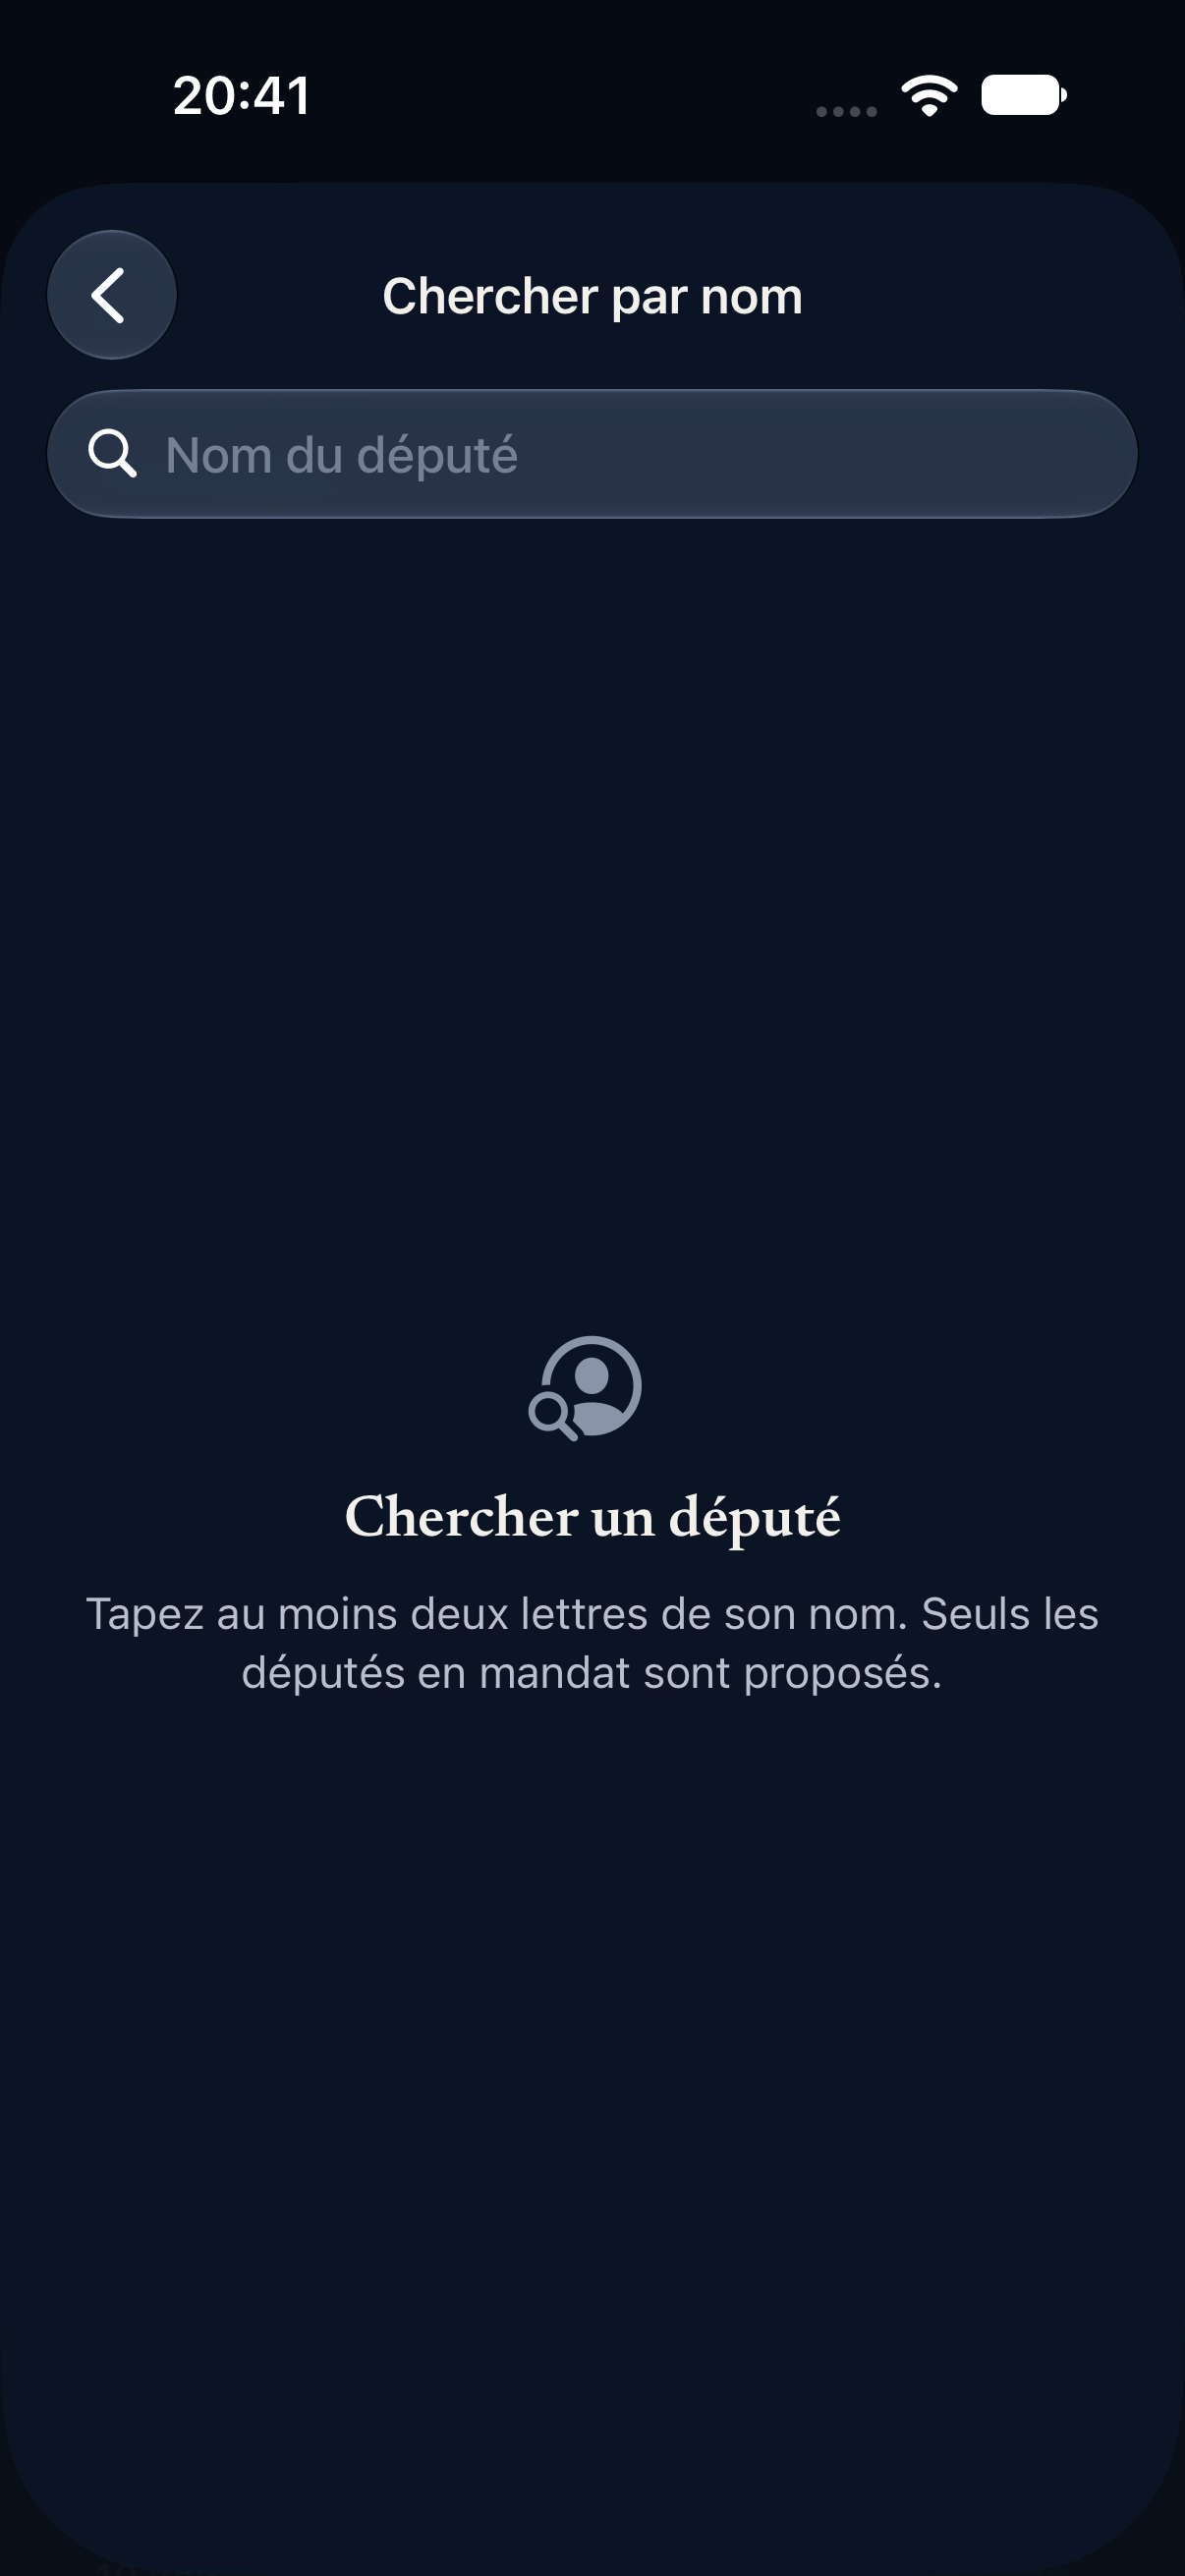 20:41
Chercher par nom
Nom du député
Chercher un député
Tapez au moins deux lettres de son nom. Seuls les
députés en mandat sont proposés.